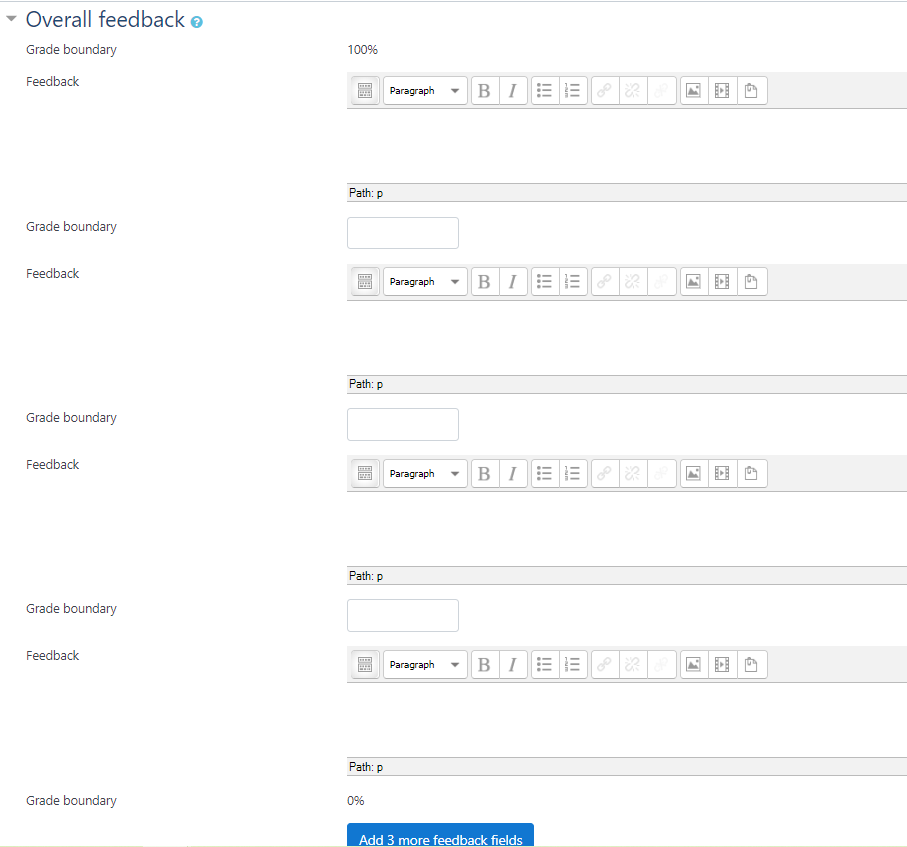 Overall feedback
Grade boundary 100%
Feedback
Paragraph B I
Path: p
Grade boundary
Feedback
Paragraph B I
Path: p
Grade boundary
Feedback
Paragraph B I
Path: p
Grade boundary
Feedback
Paragraph B I
Path: p
Grade boundary 0%
Add 3 more feedback fields